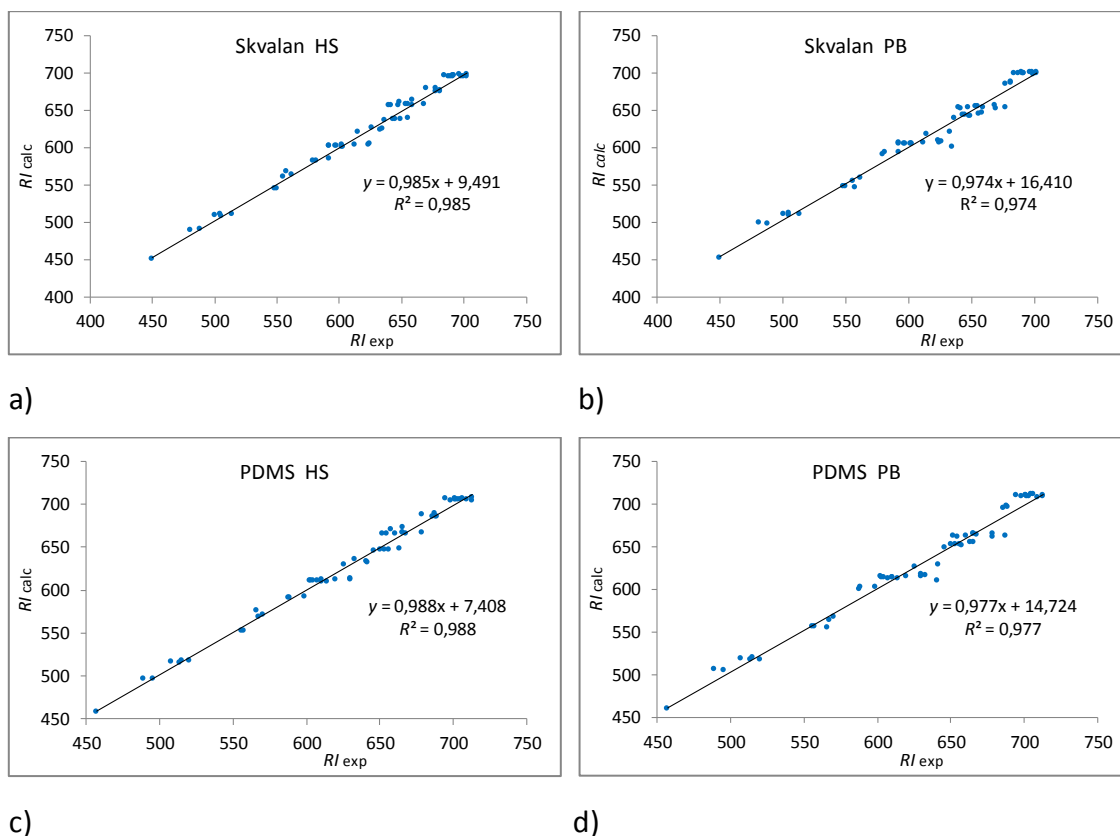 Skvalan HS
750
700
650
600
550
500
450
400
RI calc
y = 0,985x + 9,491
R² = 0,985
400 450 500 550 600 650 700 750
RI exp
a)
Skvalan PB
750
700
650
600
550
500
450
400
RI calc
y = 0,974x + 16,410
R² = 0,974
400 450 500 550 600 650 700 750
RI exp
b)
PDMS HS
750
700
650
600
550
500
450
RI calc
y = 0,988x + 7,408
R² = 0,988
450 500 550 600 650 700 750
RI exp
c)
PDMS PB
750
700
650
600
550
500
450
RI calc
y = 0,977x + 14,724
R² = 0,977
450 500 550 600 650 700 750
RI exp
d)